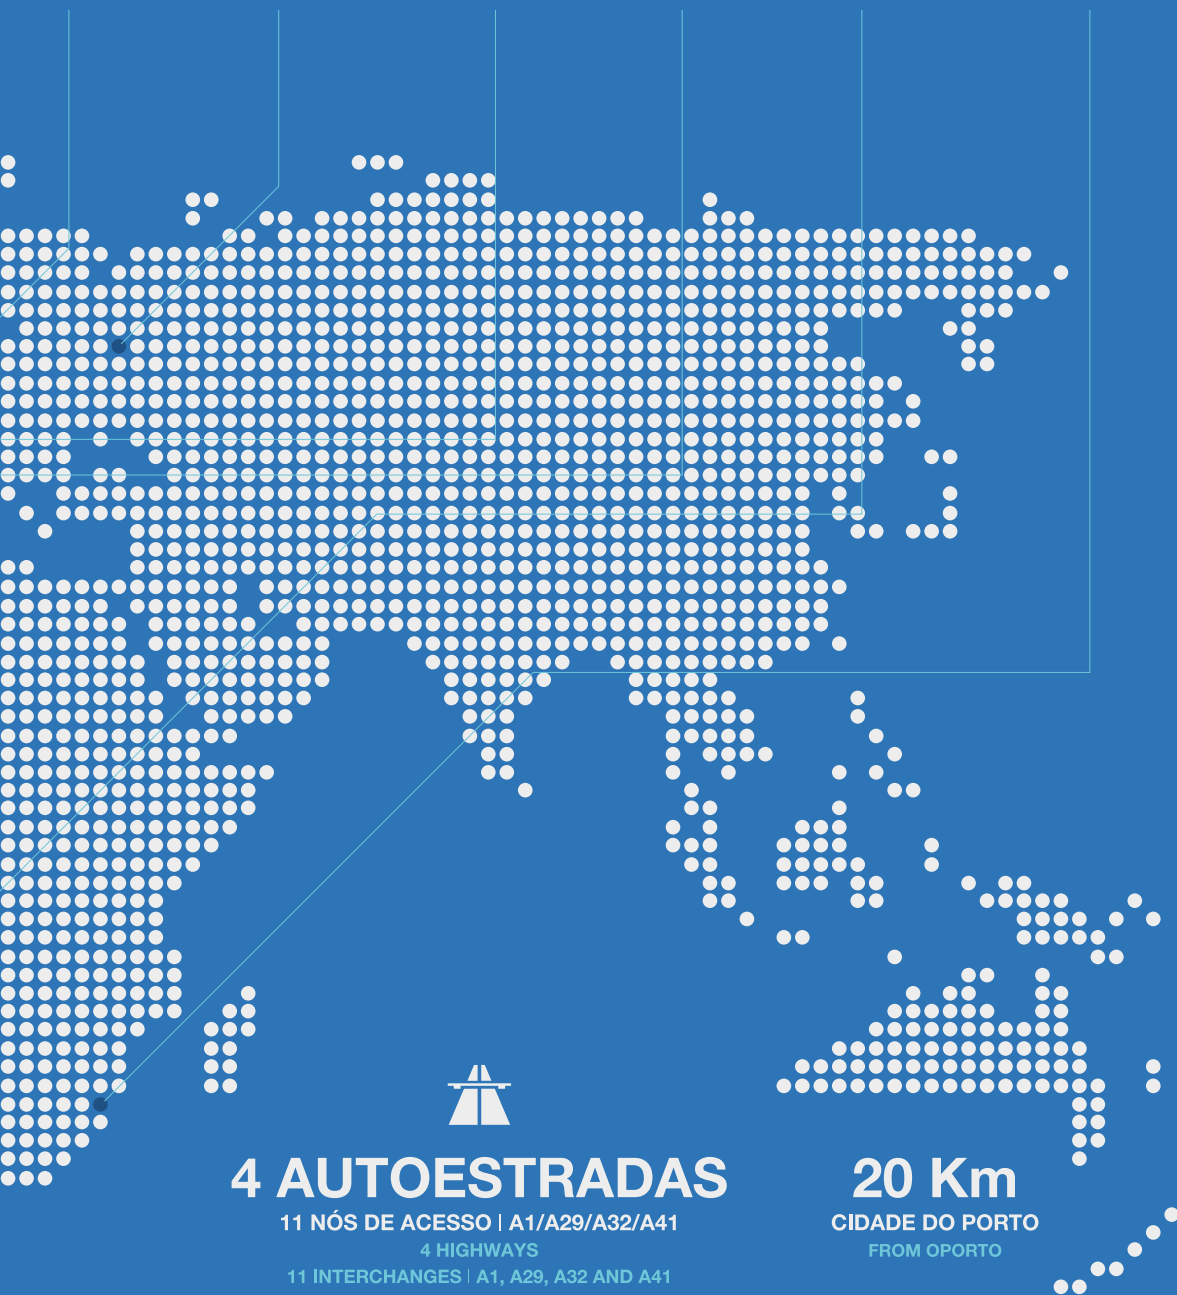 4 AUTOESTRADAS
11 NÓS DE ACESSO | A1/A29/A32/A41
4 HIGHWAYS
11 INTERCHANGES | A1, A29, A32 AND A41
20 Km
CIDADE DO PORTO
FROM OPORTO